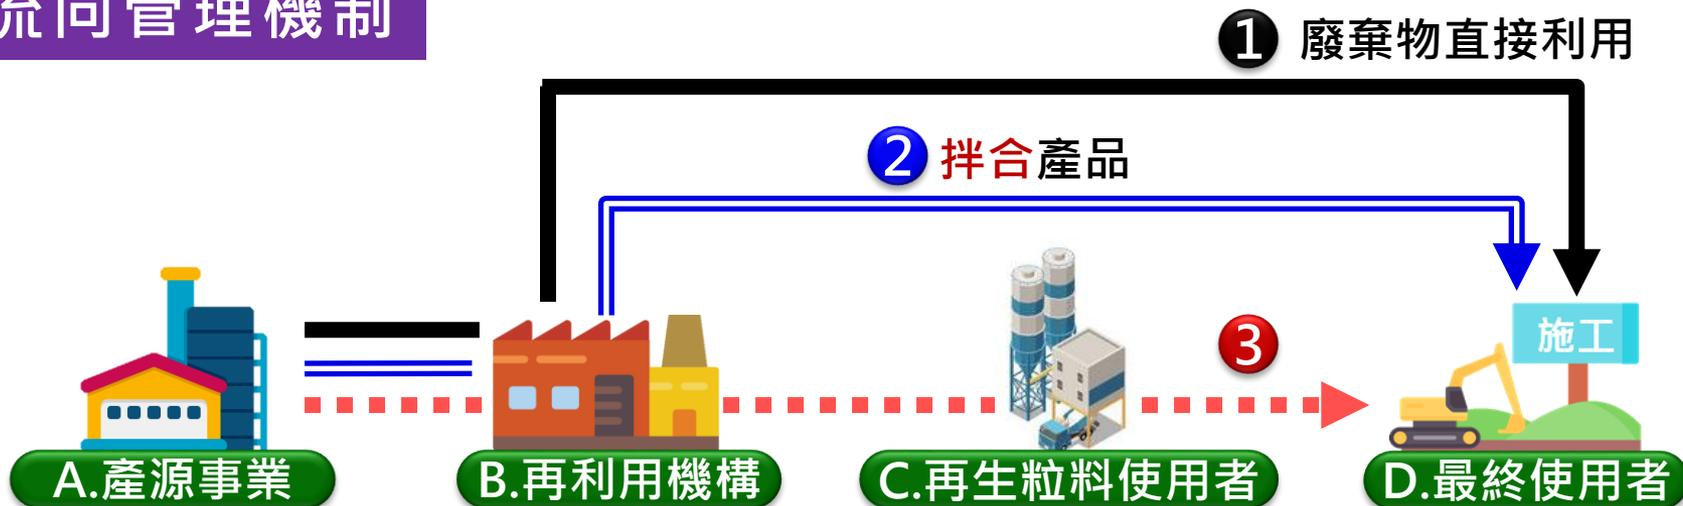 流向管理機制
1 廢棄物直接利用
2 拌合產品
3
施工
A.產源事業
B.再利用機構
C.再生粒料使用者
D.最終使用者